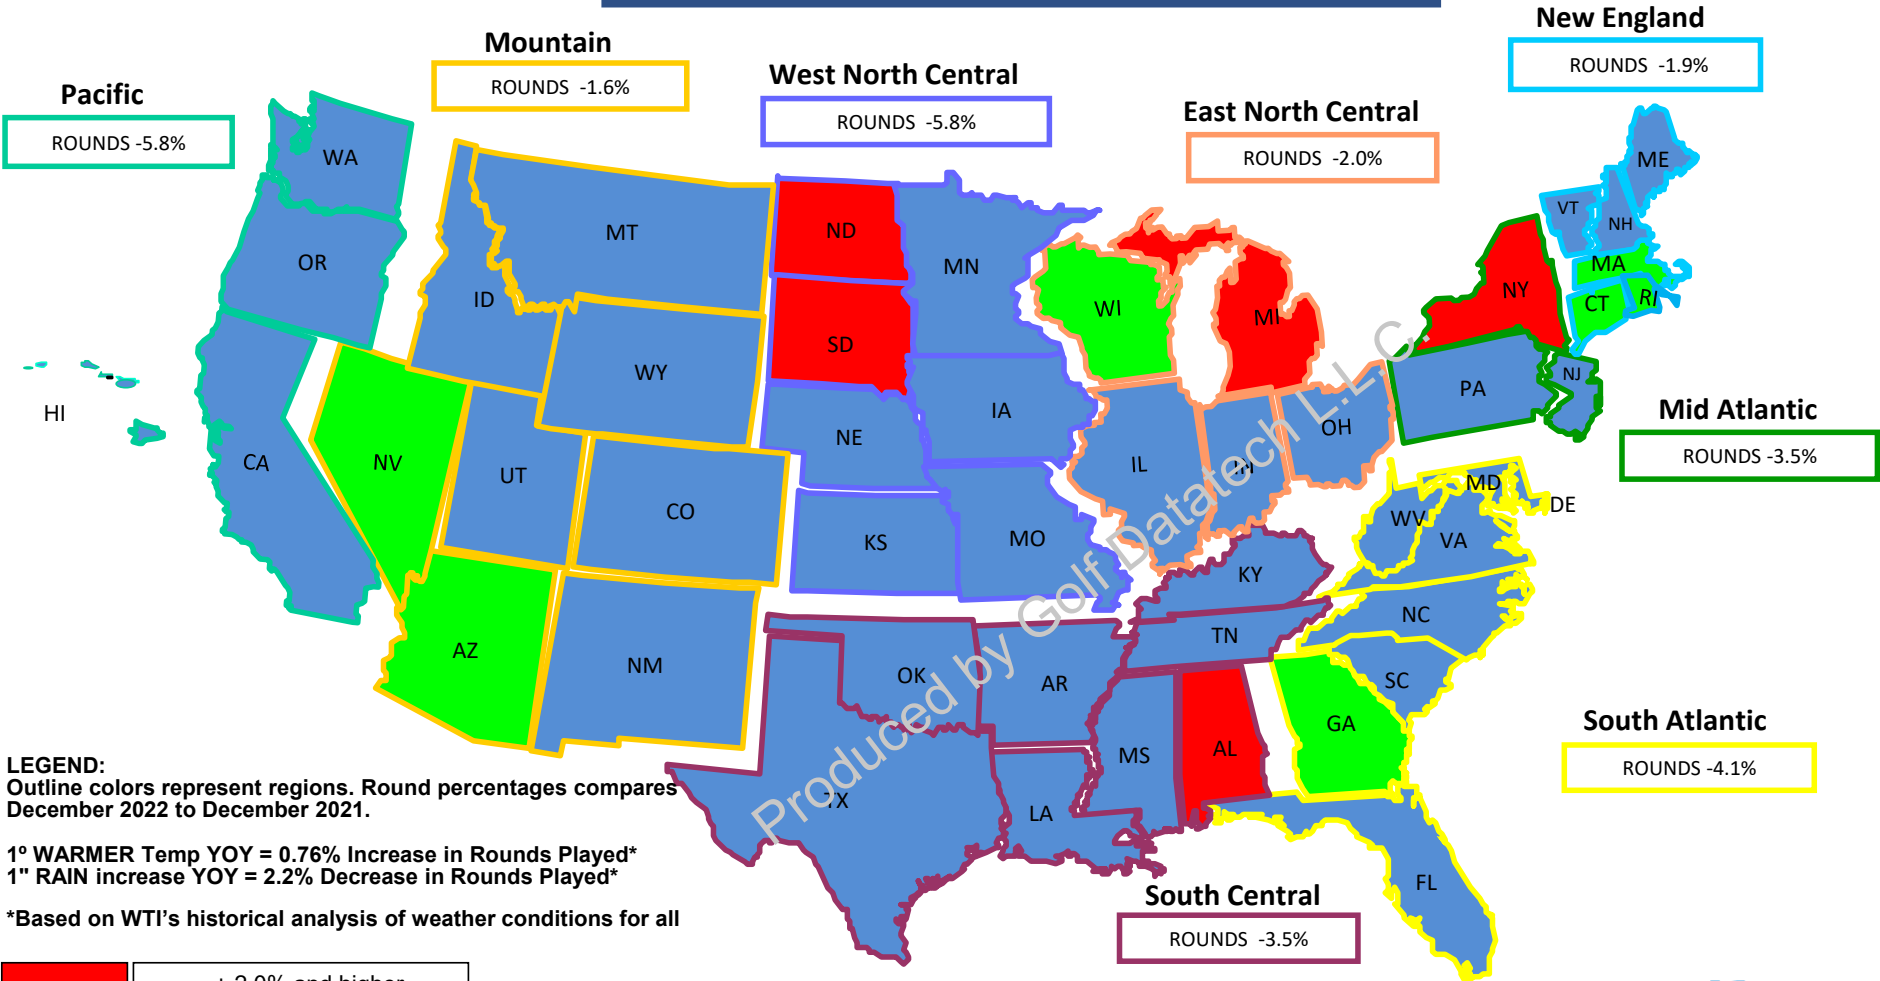 New England
ROUNDS -1.9%
Mountain
ROUNDS -1.6%
West North Central
ROUNDS -5.8%
Pacific
ROUNDS -5.8%
East North Central
ROUNDS -2.0%
WA
OR
CA
HI
MT
ID
WY
NV
UT
CO
AZ
NM
ND
SD
MN
NE
IA
KS
MO
WI
MI
IL
IN
OH
ME
VT
NH
MA
CT
RI
NY
PA
NJ
Mid Atlantic
ROUNDS -3.5%
MD
DE
WV
VA
NC
SC
GA
FL
South Atlantic
ROUNDS -4.1%
KY
TN
OK
AR
MS
AL
TX
LA
South Central
ROUNDS -3.5%
Produced by Golf Datatech L.L.C.
LEGEND:
Outline colors represent regions. Round percentages compares
December 2022 to December 2021.
1º WARMER Temp YOY = 0.76% Increase in Rounds Played*
1" RAIN increase YOY = 2.2% Decrease in Rounds Played*
*Based on WTI's historical analysis of weather conditions for all
and higher